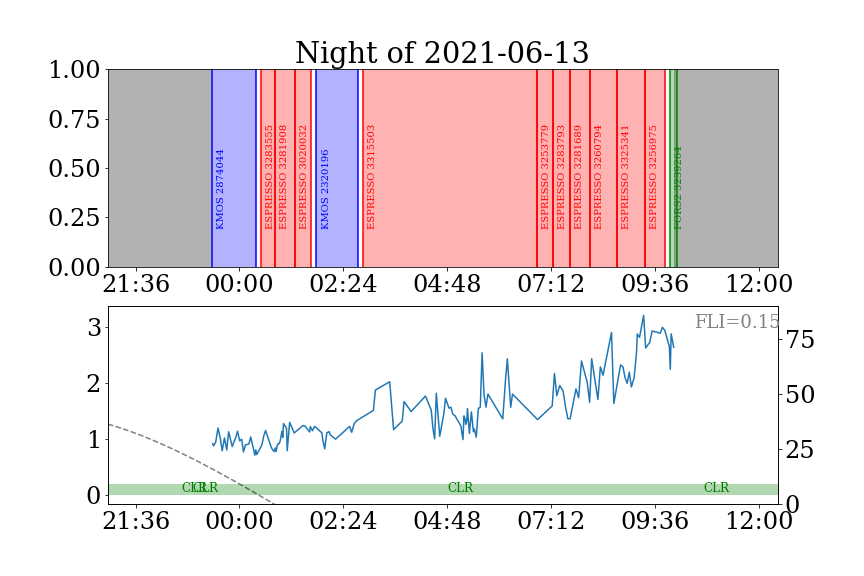 Night of 2021-06-13
1.00
0.75
0.50
0.25
0.00
KMOS 2874044
ESPRESSO 3283555
ESPRESSO 3281908
ESPRESSO 3020032
KMOS 2320196
ESPRESSO 3315503
ESPRESSO 3253779
ESPRESSO 3283793
ESPRESSO 3281689
ESPRESSO 3260794
ESPRESSO 3325341
ESPRESSO 3256975
FORS2 3239264
21:36 00:00 02:24 04:48 07:12 09:36 12:00
FLI=0.15
3
2
1
0
75
50
25
0
CLR CLR CLR CLR
21:36 00:00 02:24 04:48 07:12 09:36 12:00